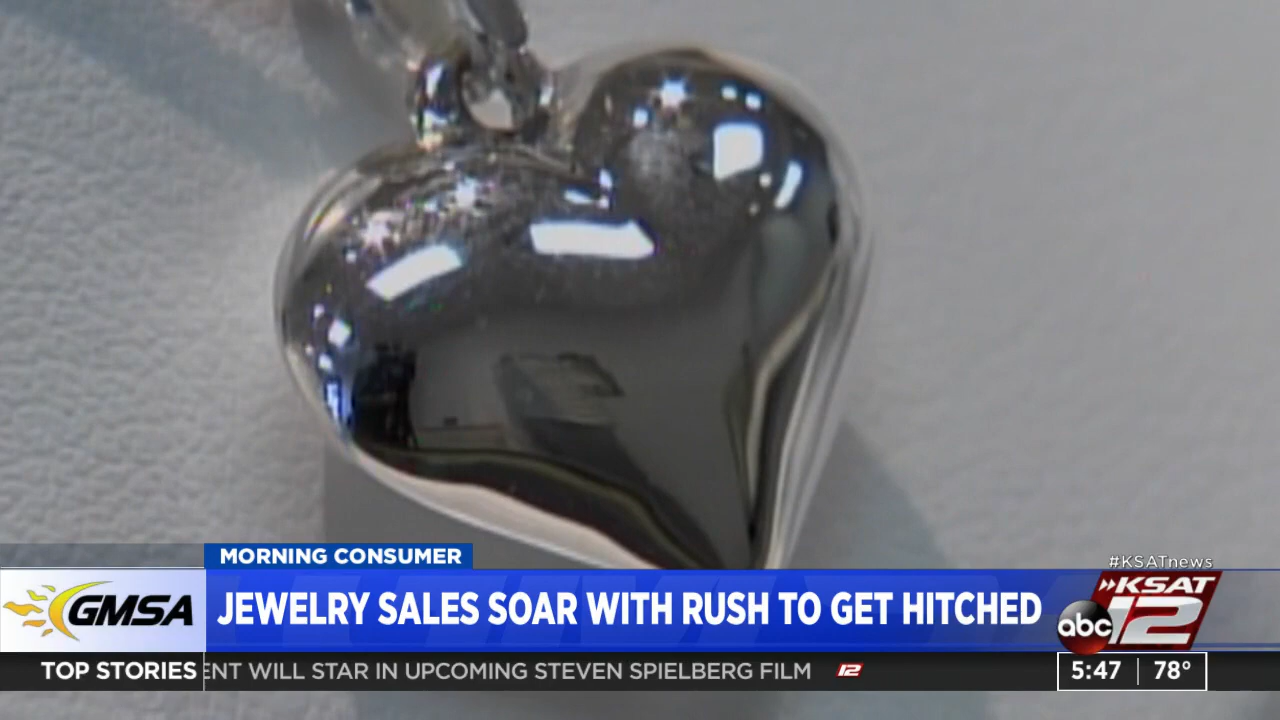 MORNING CONSUMER
#KSATnews
GMSA
JEWELRY SALES SOAR WITH RUSH TO GET HITCHED
abc
KSAT
12
TOP STORIES
ENT WILL STAR IN UPCOMING STEVEN SPIELBERG FILM
12
5:47
78°